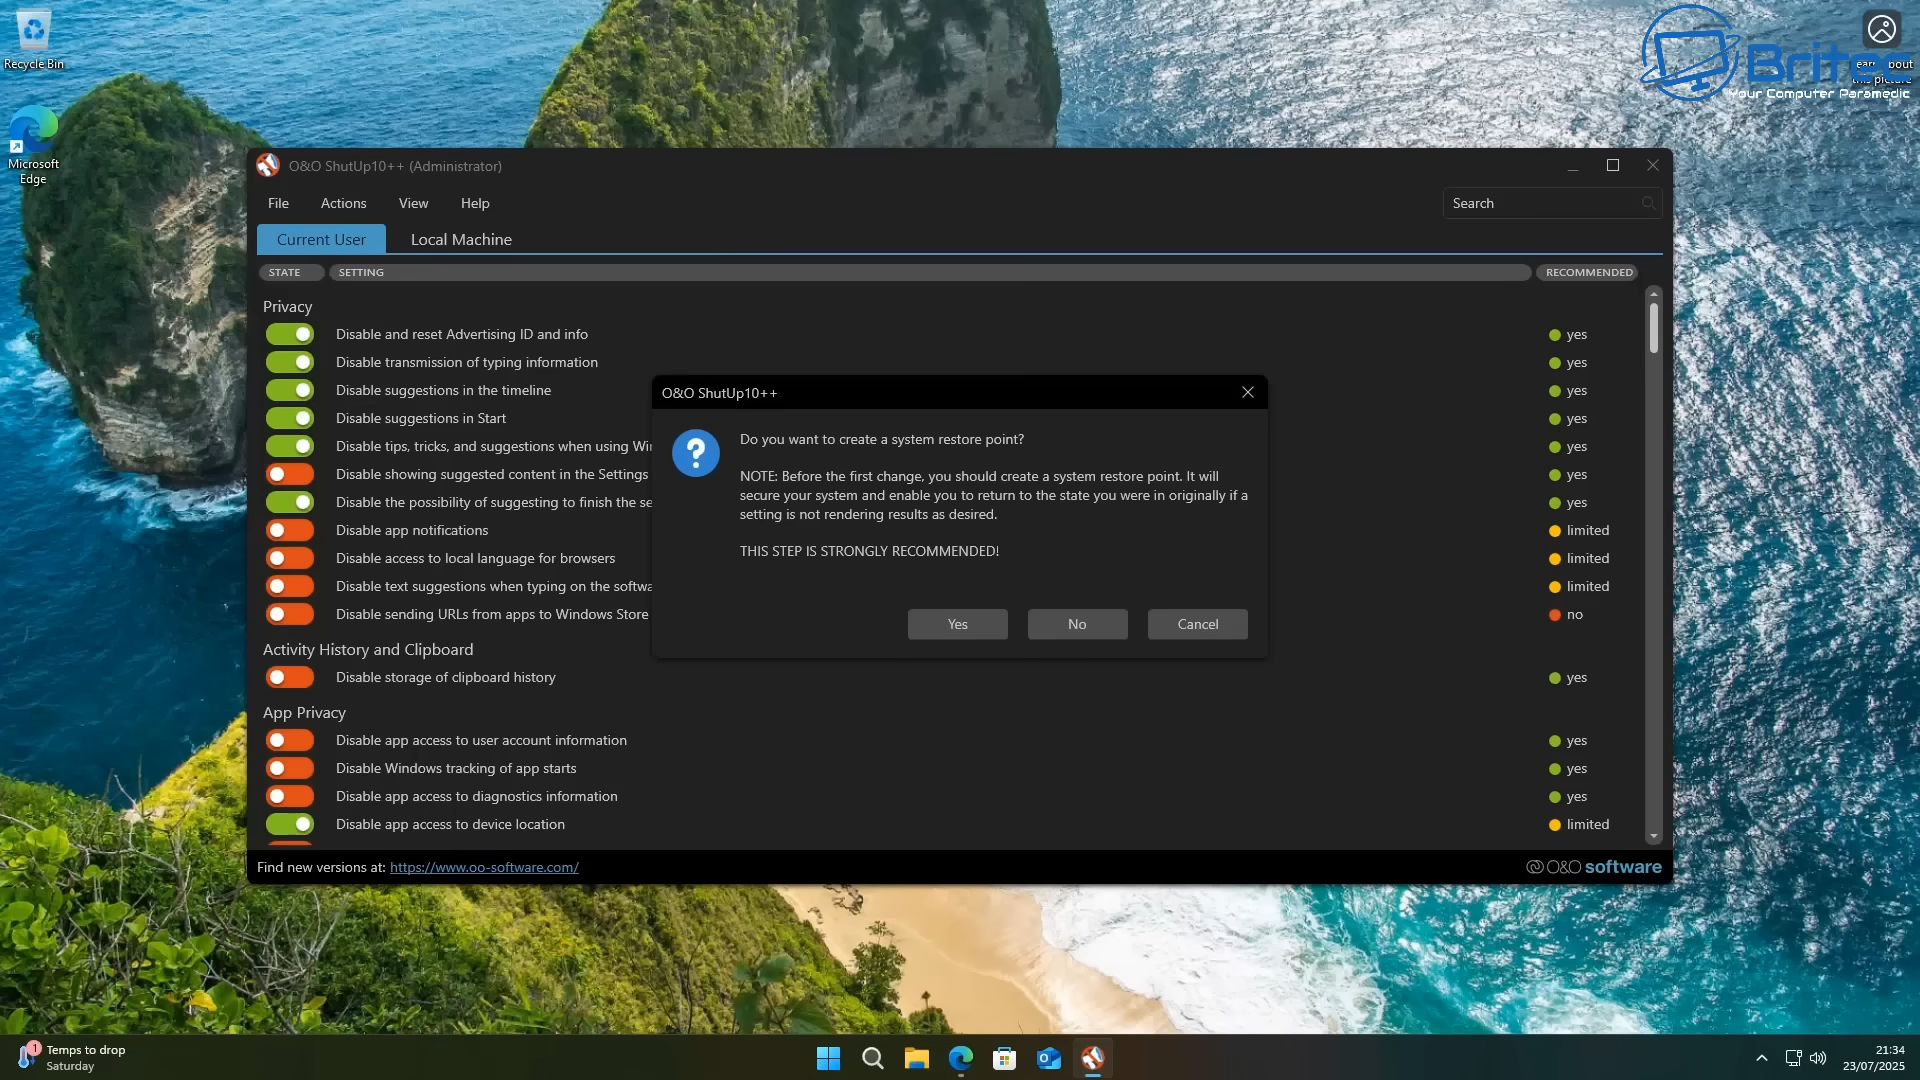 Recycle Bin
Microsoft
Edge
Britec
Your Computer Paramedic
O&O ShutUp10++ (Administrator)
File
Actions
View
Help
Search
Current User
Local Machine
STATE
SETTING
RECOMMENDED
Privacy
Disable and reset Advertising ID and info
yes
Disable transmission of typing information
yes
Disable suggestions in the timeline
yes
Disable suggestions in Start
yes
Disable tips, tricks, and suggestions when using Wi
yes
Disable showing suggested content in the Settings
yes
Disable the possibility of suggesting to finish the se
yes
Disable app notifications
limited
Disable access to local language for browsers
limited
Disable text suggestions when typing on the softwa
limited
Disable sending URLs from apps to Windows Store
no
Activity History and Clipboard
Disable storage of clipboard history
yes
App Privacy
Disable app access to user account information
yes
Disable Windows tracking of app starts
yes
Disable app access to diagnostics information
yes
Disable app access to device location
limited
O&O ShutUp10++
Do you want to create a system restore point?
NOTE: Before the first change, you should create a system restore point. It will
secure your system and enable you to return to the state you were in originally if a
setting is not rendering results as desired.
THIS STEP IS STRONGLY RECOMMENDED!
Yes
No
Cancel
Find new versions at: https://www.oo-software.com/
O&O software
1
Temps to drop
Saturday
21:34
23/07/2025